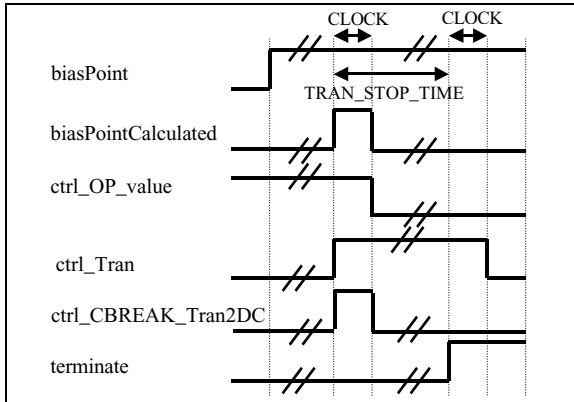 CLOCK CLOCK
biasPoint
TRAN_STOP_TIME
biasPointCalculated
ctrl_OP_value
ctrl_Tran
ctrl_CBREAK_Tran2DC
terminate